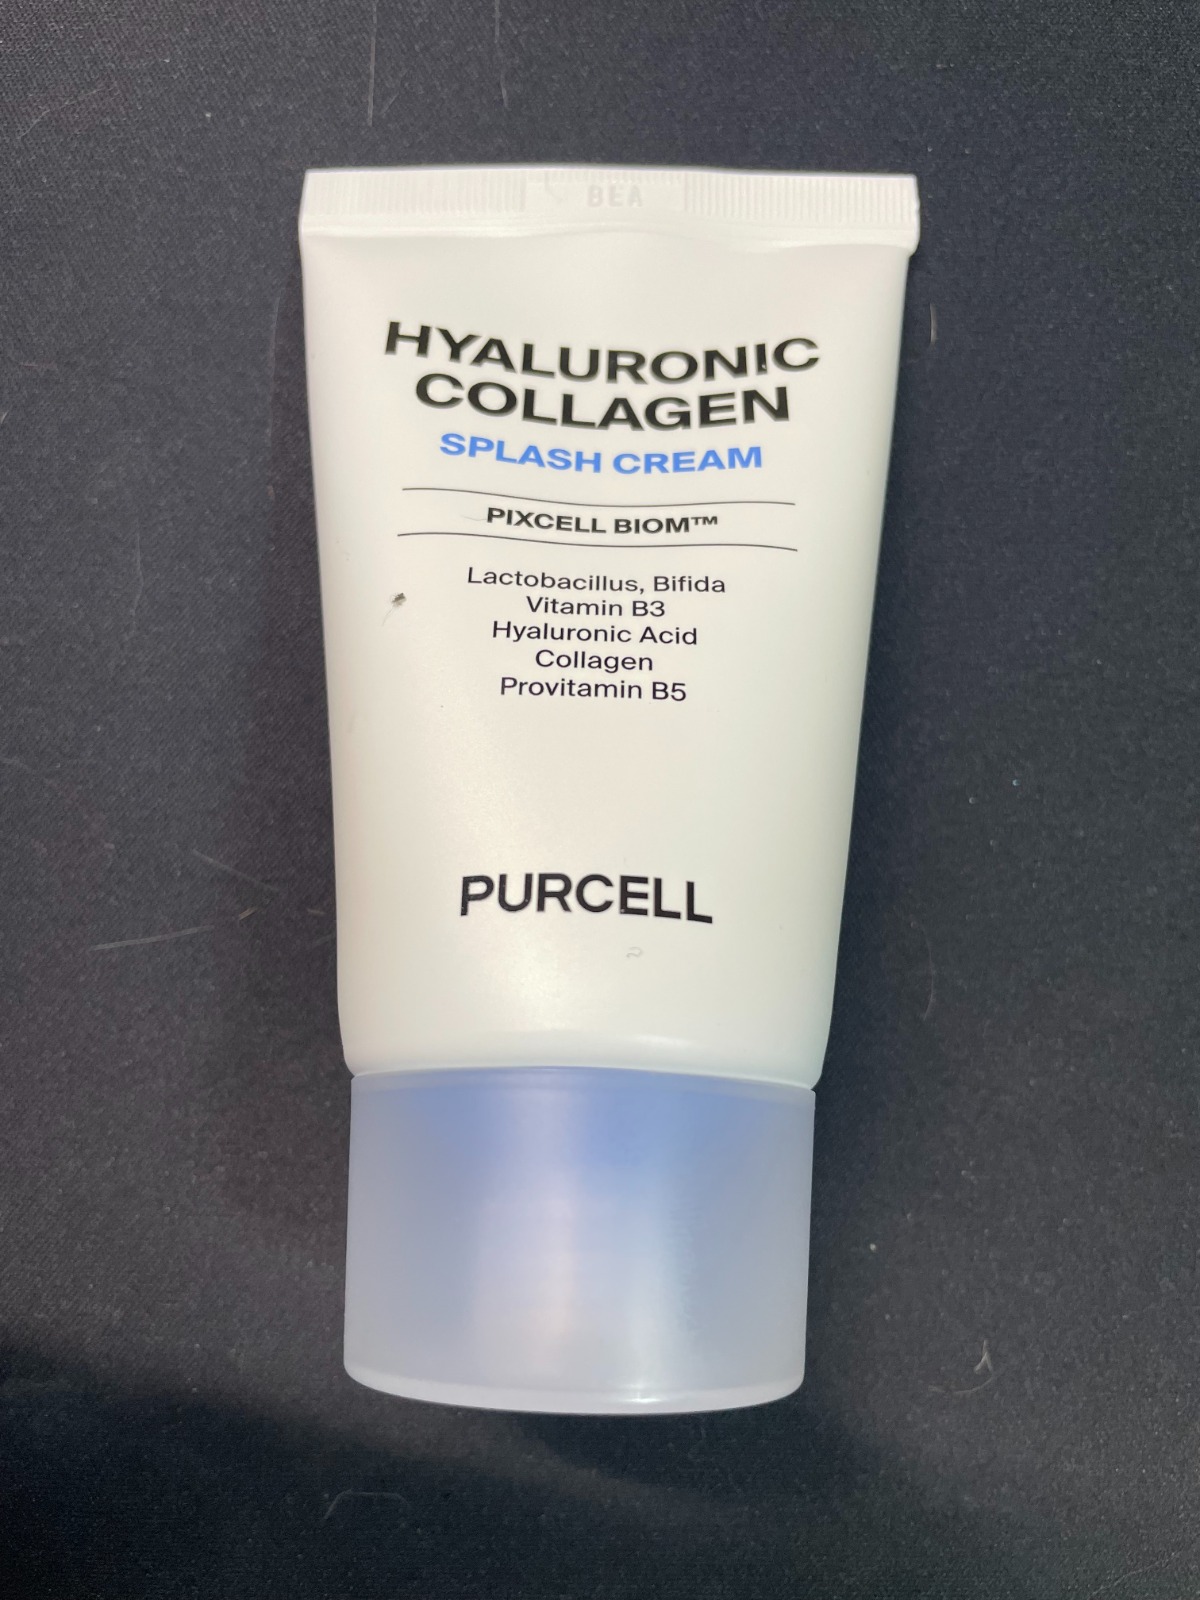 BEA
HYALURONIC
COLLAGEN
SPLASH CREAM
PIXCELL BIOM™
Lactobacillus, Bifida
Vitamin B3
Hyaluronic Acid
Collagen
Provitamin B5
PURCELL